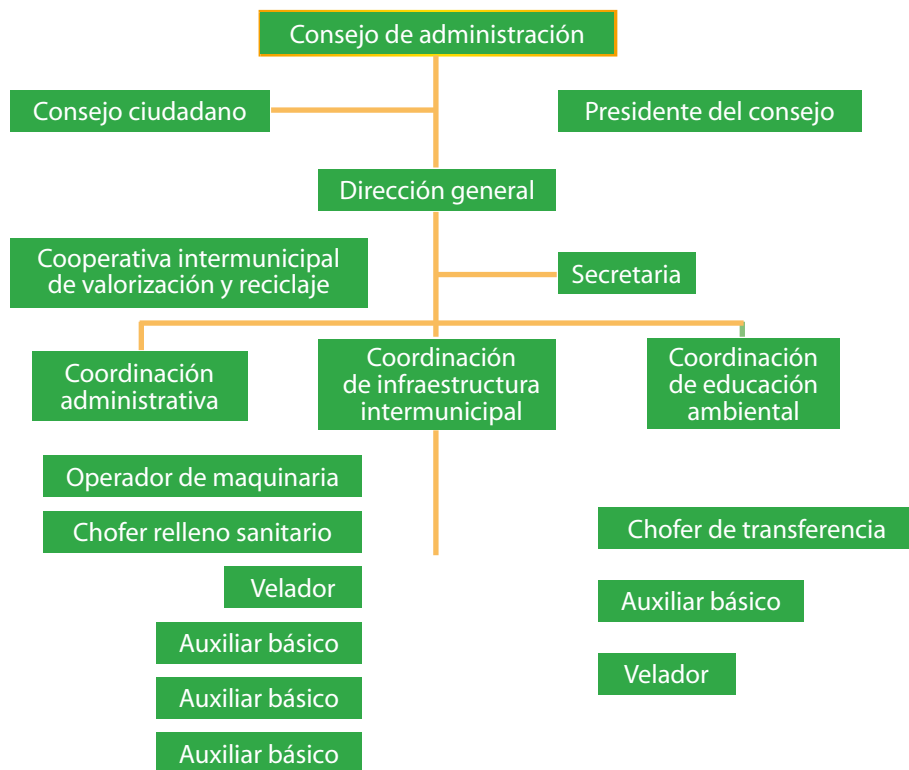 Consejo de administración
Consejo ciudadano
Presidente del consejo
Dirección general
Cooperativa intermunicipal
de valorización y reciclaje
Secretaria
Coordinación
administrativa
Coordinación
de infraestructura
intermunicipal
Coordinación
de educación
ambiental
Operador de maquinaria
Chofer relleno sanitario
Velador
Auxiliar básico
Auxiliar básico
Auxiliar básico
Chofer de transferencia
Auxiliar básico
Velador